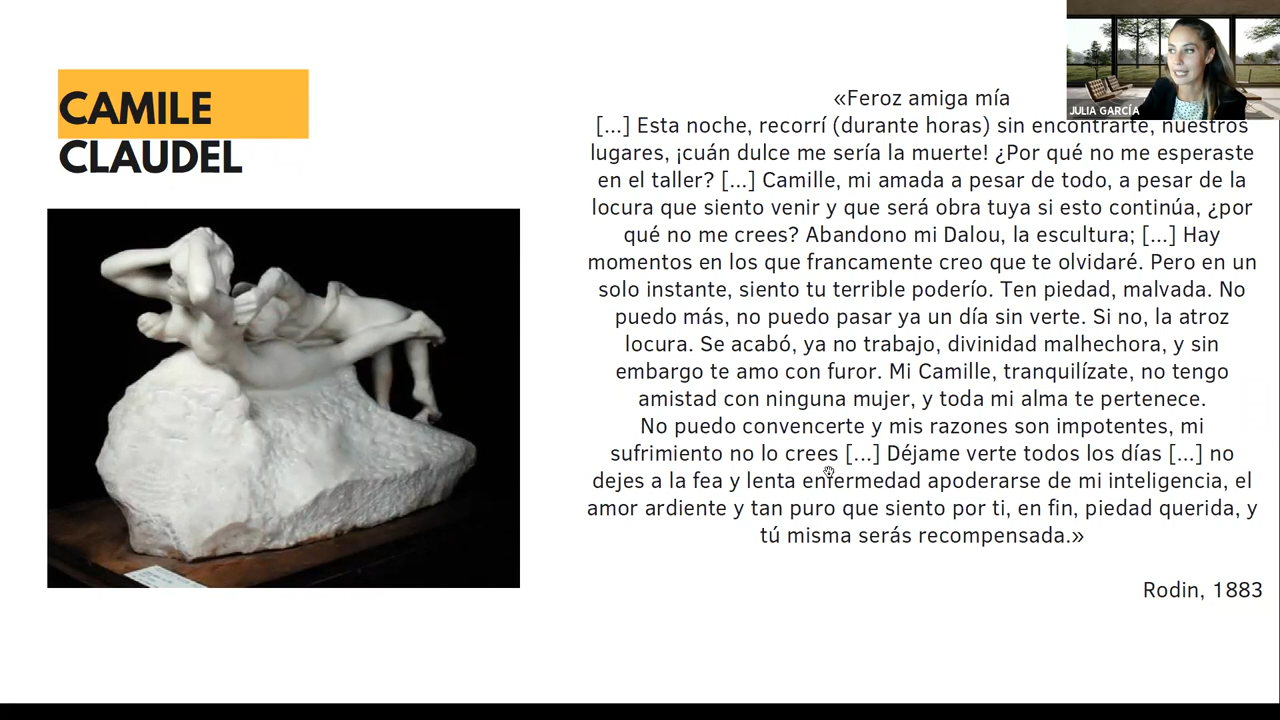 CAMILE
CLAUDEL
JULIA GARCÍA
«Feroz amiga mía
[...] Esta noche, recorrí (durante horas) sin encontrarte, nuestros
lugares, ¡cuán dulce me sería la muerte! ¿Por qué no me esperaste
en el taller? [...] Camille, mi amada a pesar de todo, a pesar de la
locura que siento venir y que será obra tuya si esto continúa, ¿por
qué no me crees? Abandono mi Dalou, la escultura; [...] Hay
momentos en los que francamente creo que te olvidaré. Pero en un
solo instante, siento tu terrible poderío. Ten piedad, malvada. No
puedo más, no puedo pasar ya un día sin verte. Si no, la atroz
locura. Se acabó, ya no trabajo, divinidad malhechora, y sin
embargo te amo con furor. Mi Camille, tranquilízate, no tengo
amistad con ninguna mujer, y toda mi alma te pertenece.
No puedo convencerte y mis razones son impotentes, mi
sufrimiento no lo crees [...] Déjame verte todos los días [...] no
dejes a la fea y lenta enfermedad apoderarse de mi inteligencia, el
amor ardiente y tan puro que siento por ti, en fin, piedad querida, y
tú misma serás recompensada.»
Rodin, 1883